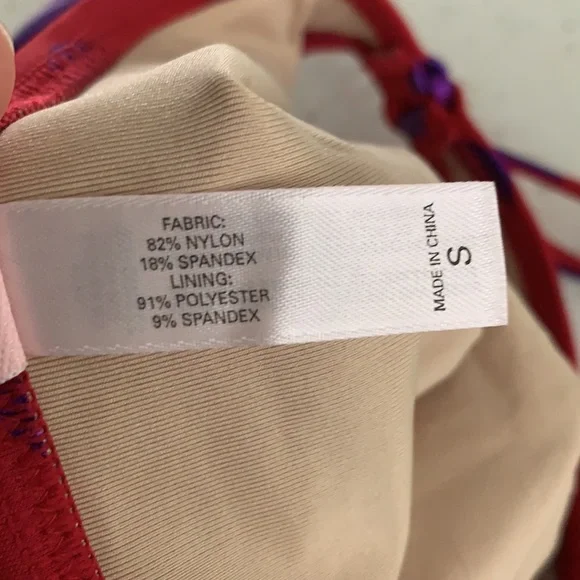 FABRIC:
82% NYLON
18% SPANDEX
LINING:
91% POLYESTER
9% SPANDEX
MADE IN CHINA
S